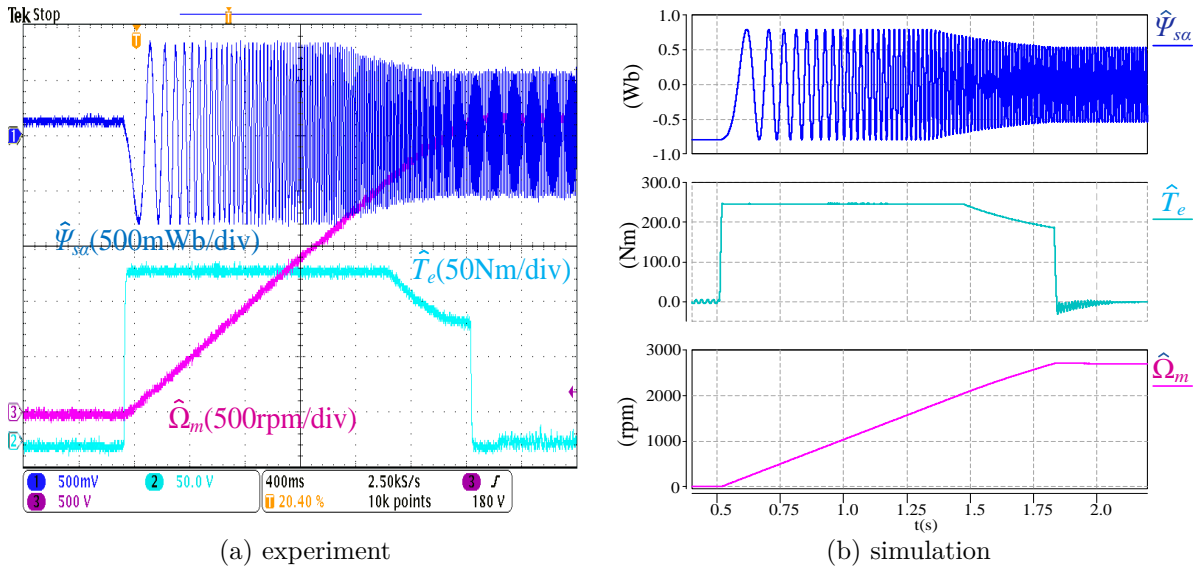 Tek Stop
T
T
1
Ψ̂sα(500mWb/div)
T̂e(50Nm/div)
3
Ω̂m(500rpm/div)
2
1 500mV 2 50.0 V 400ms 2.50kS/s 3 ƒ
3 500 V T 20.40 % 10k points 180 V
(a) experiment
1.0
0.5
0.0
-0.5
-1.0
(Wb)
Ψ̂sα
300.0
200.0
100.0
0.0
(Nm)
T̂e
3000
2000
1000
0
(rpm)
Ω̂m
0.5 0.75 1.0 1.25 1.5 1.75 2.0
t(s)
(b) simulation